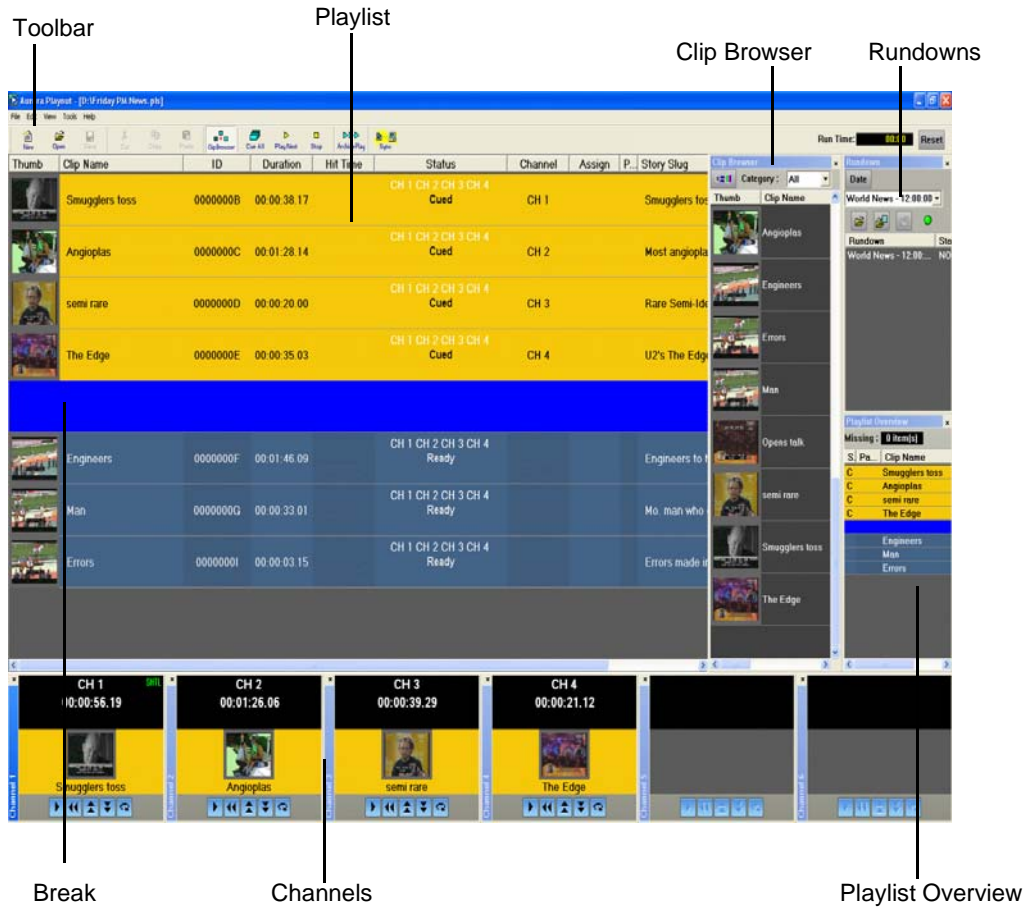 Toolbar
Playlist
Clip Browser
Rundowns
Aurora Playout - [D:\Friday PM News.pls]
File Edit View Tools Help
New Open Save Cut Copy Paste ClipBrowser Cue All Play Next Stop Archive Play Sync
Run Time: 00:00 Reset
Thumb Clip Name ID Duration Hit Time Status Channel Assign P... Story Slug
CH 1 CH 2 CH 3 CH 4
Smugglers toss 0000000B 00:00:38.17 Cued CH 1 Smugglers tos
CH 1 CH 2 CH 3 CH 4
Angioplas 0000000C 00:01:28.14 Cued CH 2 Most angiopla
CH 1 CH 2 CH 3 CH 4
semi rare 0000000D 00:00:20.00 Cued CH 3 Rare Semi-Ide
CH 1 CH 2 CH 3 CH 4
The Edge 0000000E 00:00:35.03 Cued CH 4 U2's The Edge
CH 1 CH 2 CH 3 CH 4
Engineers 0000000F 00:01:46.09 Ready Engineers to
CH 1 CH 2 CH 3 CH 4
Man 0000000G 00:00:33.01 Ready Mo. man who
CH 1 CH 2 CH 3 CH 4
Errors 0000000I 00:00:03.15 Ready Errors made in
Clip Browser
Category: All
Thumb Clip Name
Angioplas
Engineers
Errors
Man
Opens talk
semi rare
Smugglers toss
The Edge
Rundown
Date
World News - 12:00:00
Rundown Sto
World News - 12:00:... NO
Playlist Overview
Missing: 0 item(s)
S. Pa... Clip Name
C Smugglers toss
C Angioplas
C semi rare
C The Edge
Engineers
Man
Errors
CH 1 SHTL
00:00:56.19
Smugglers toss
Channel 1
CH 2
00:01:26.06
Angioplas
Channel 2
CH 3
00:00:39.29
semi rare
Channel 3
CH 4
00:00:21.12
The Edge
Channel 4
Channel 5
Channel 6
Break
Channels
Playlist Overview